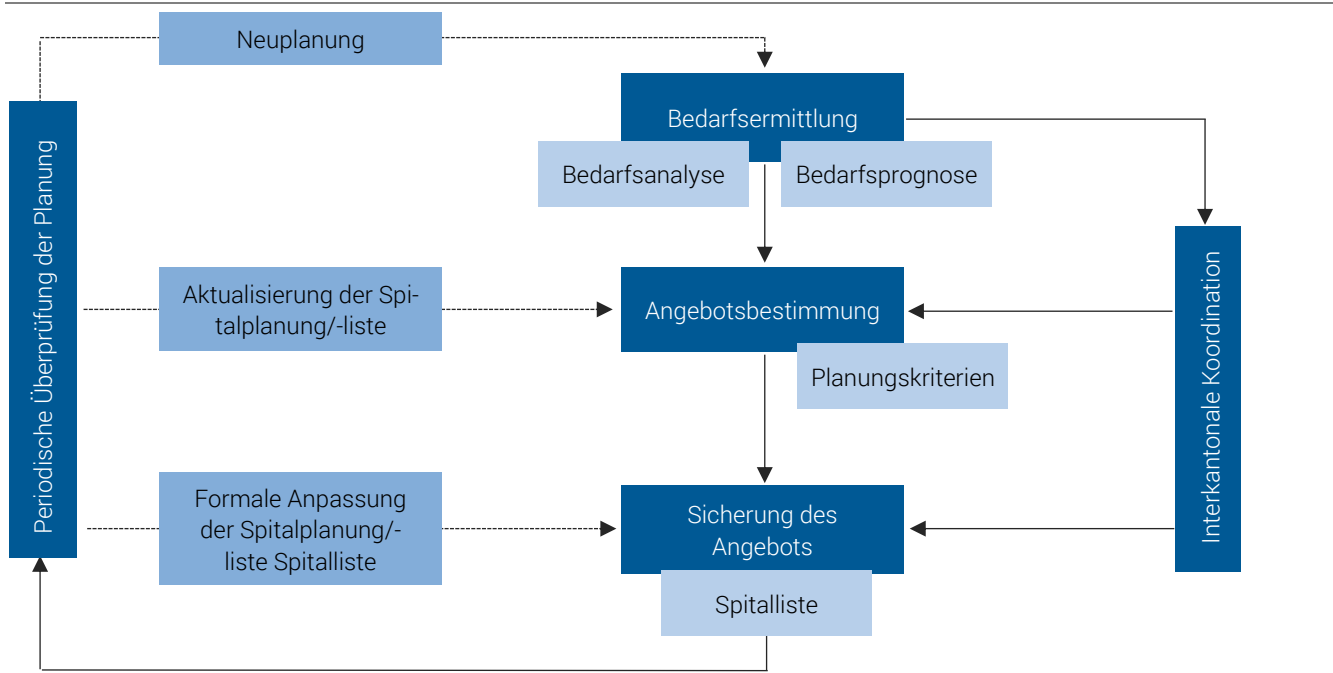 Neuplanung
Bedarfsermittlung
Bedarfsanalyse
Bedarfsprognose
Periodische Überprüfung der Planung
Interkantonale Koordination
Aktualisierung der Spi-
talplanung/-liste
Angebotsbestimmung
Planungskriterien
Formale Anpassung
der Spitalplanung/-
liste Spitalliste
Sicherung des
Angebots
Spitalliste